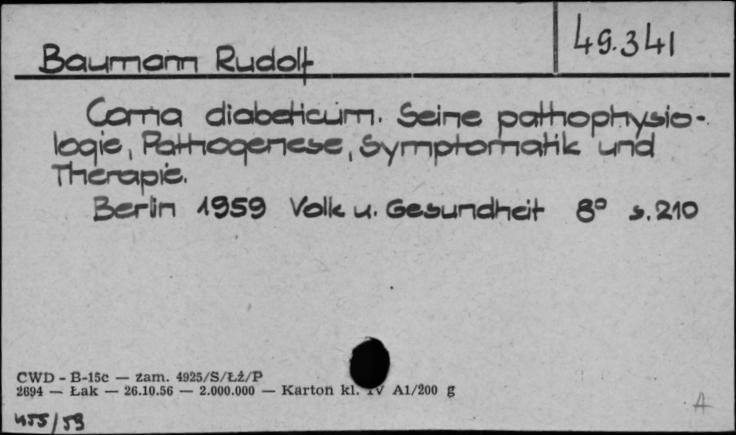 49.341
Baumann Rudolf
Coma diabeticum. Seine pathophysio-
logie, Pathogenese, Symptomatik und
Therapie.
Berlin 1959 Volk u. Gesundheit 8° s. 210
CWD - B-15c — zam. 4925/S/Łż/P
2694 — Łak — 26.10.56 — 2.000.000 — Karton kl. IV A1/200 g
A
455/59